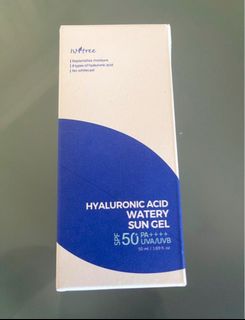 Isntree
Replenishes moisture
8 types of hyaluronic acid
No whitecast
HYALURONIC ACID
WATERY
SUN GEL
SPF 50+ PA++++
UVA/UVB
50 ml / 1.69 fl. oz